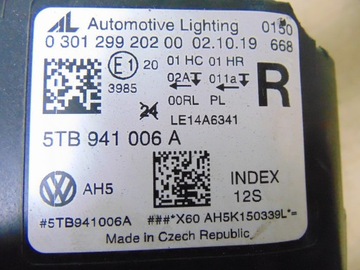 AL Automotive Lighting 0150
0 301 299 202 00 02.10.19 668
E1 20 01 HC 01 HR
02A 011a
3985 00RL PL R
24 LE14A6341
5TB 941 006 A
AH5 INDEX
12S
#5TB941006A ###*X60 AH5K150339L*=
Made in Czech Republic